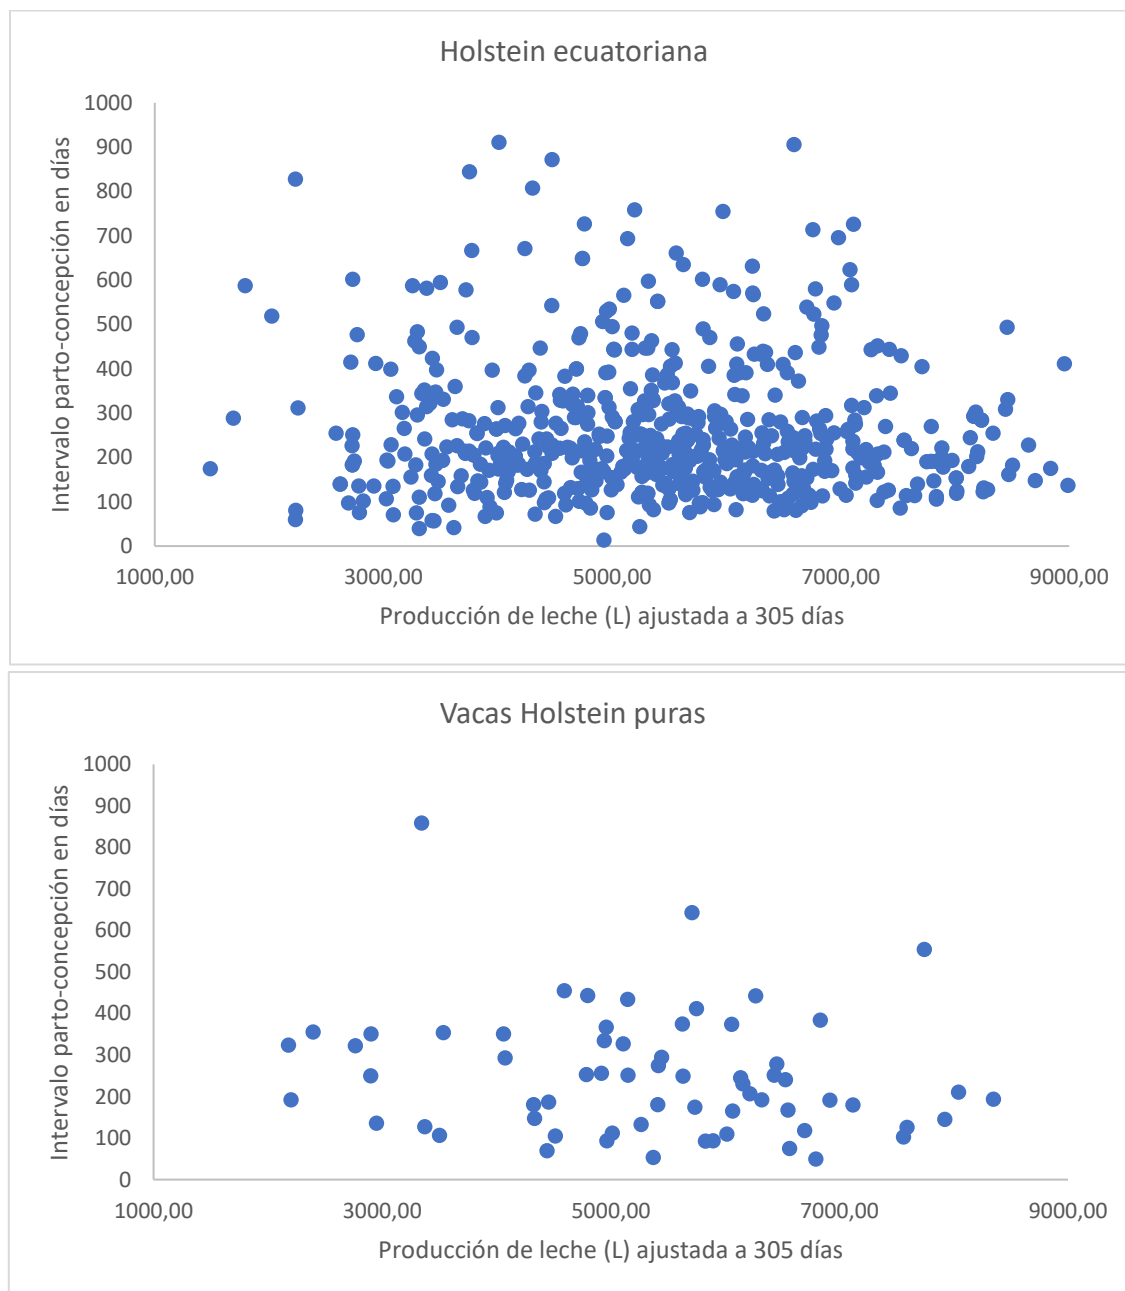 Holstein ecuatoriana
Intervalo parto-concepción en días
1000
900
800
700
600
500
400
300
200
100
0
1000,00 3000,00 5000,00 7000,00 9000,00
Producción de leche (L) ajustada a 305 días
Vacas Holstein puras
Intervalo parto-concepción en días
1000
900
800
700
600
500
400
300
200
100
0
1000,00 3000,00 5000,00 7000,00 9000,00
Producción de leche (L) ajustada a 305 días